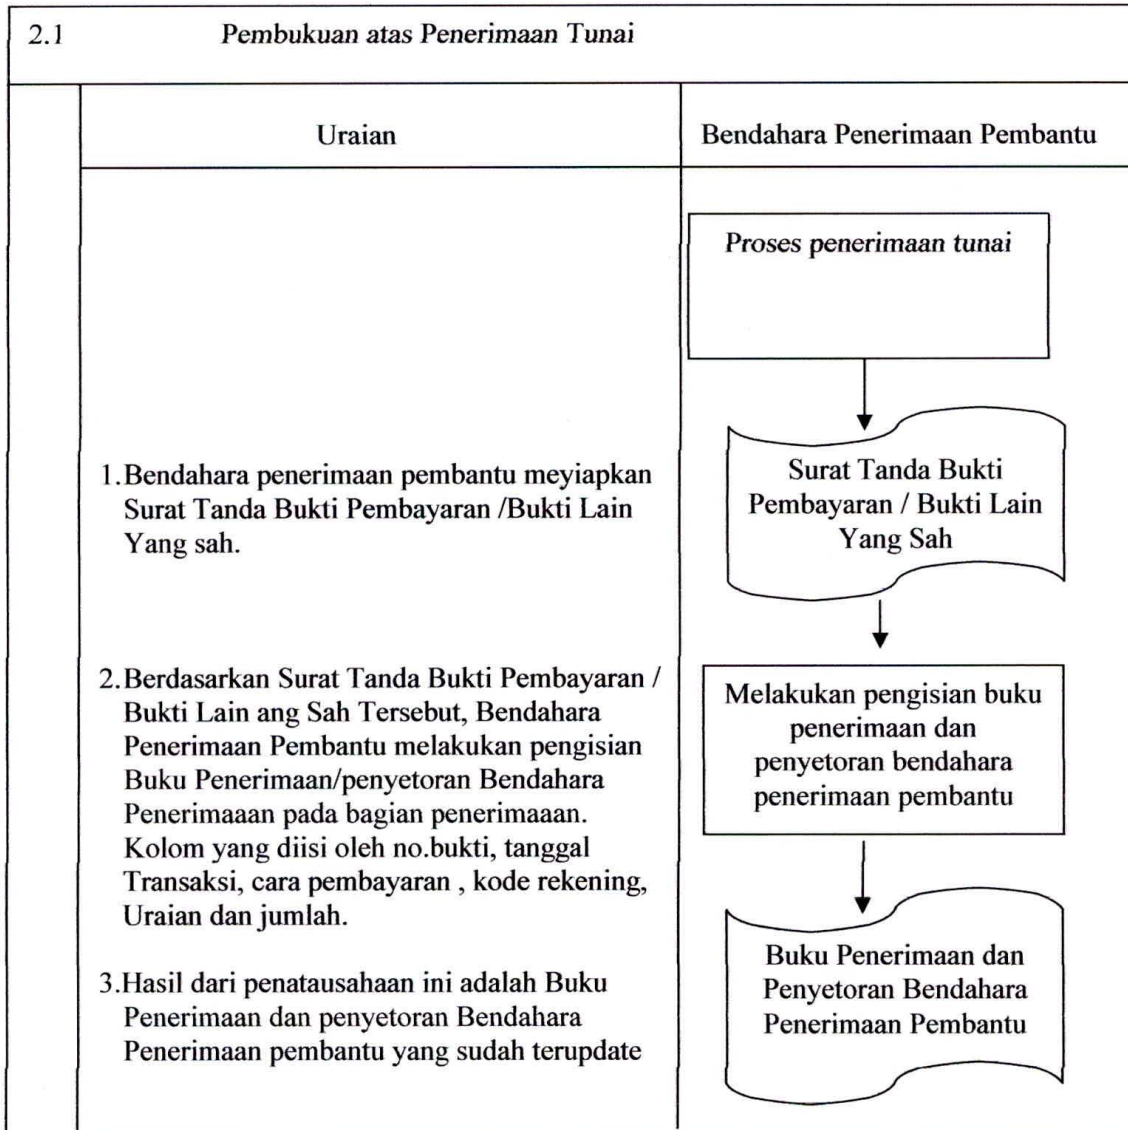 2.1 Pembukuan atas Penerimaan Tunai
Uraian
Bendahara Penerimaan Pembantu
Proses penerimaan tunai
1.Bendahara penerimaan pembantu meyiapkan
Surat Tanda Bukti Pembayaran /Bukti Lain
Yang sah.
Surat Tanda Bukti
Pembayaran / Bukti Lain
Yang Sah
2.Berdasarkan Surat Tanda Bukti Pembayaran /
Bukti Lain ang Sah Tersebut, Bendahara
Penerimaan Pembantu melakukan pengisian
Buku Penerimaan/penyetoran Bendahara
Penerimaaan pada bagian penerimaaan.
Kolom yang diisi oleh no.bukti, tanggal
Transaksi, cara pembayaran , kode rekening,
Uraian dan jumlah.
Melakukan pengisian buku
penerimaan dan
penyetoran bendahara
penerimaan pembantu
3.Hasil dari penatausahaan ini adalah Buku
Penerimaan dan penyetoran Bendahara
Penerimaan pembantu yang sudah terupdate
Buku Penerimaan dan
Penyetoran Bendahara
Penerimaan Pembantu